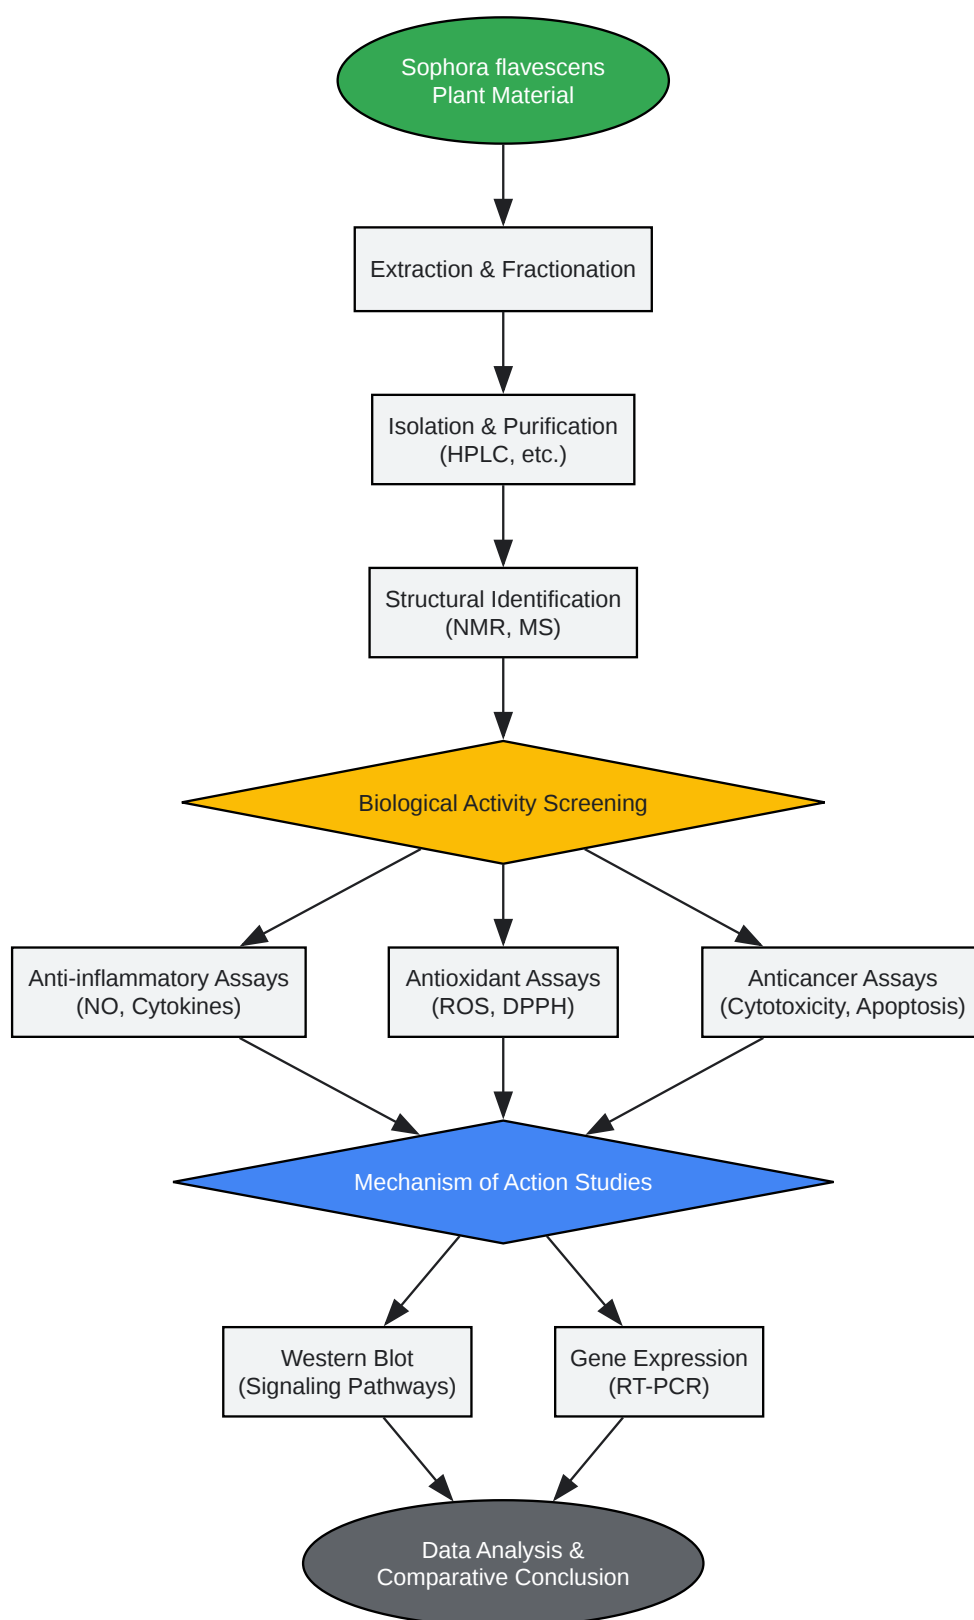 Sophora flavescens
Plant Material
Extraction & Fractionation
Isolation & Purification
(HPLC, etc.)
Structural Identification
(NMR, MS)
Biological Activity Screening
Anti-inflammatory Assays
(NO, Cytokines)
Antioxidant Assays
(ROS, DPPH)
Anticancer Assays
(Cytotoxicity, Apoptosis)
Mechanism of Action Studies
Western Blot
(Signaling Pathways)
Gene Expression
(RT-PCR)
Data Analysis &
Comparative Conclusion